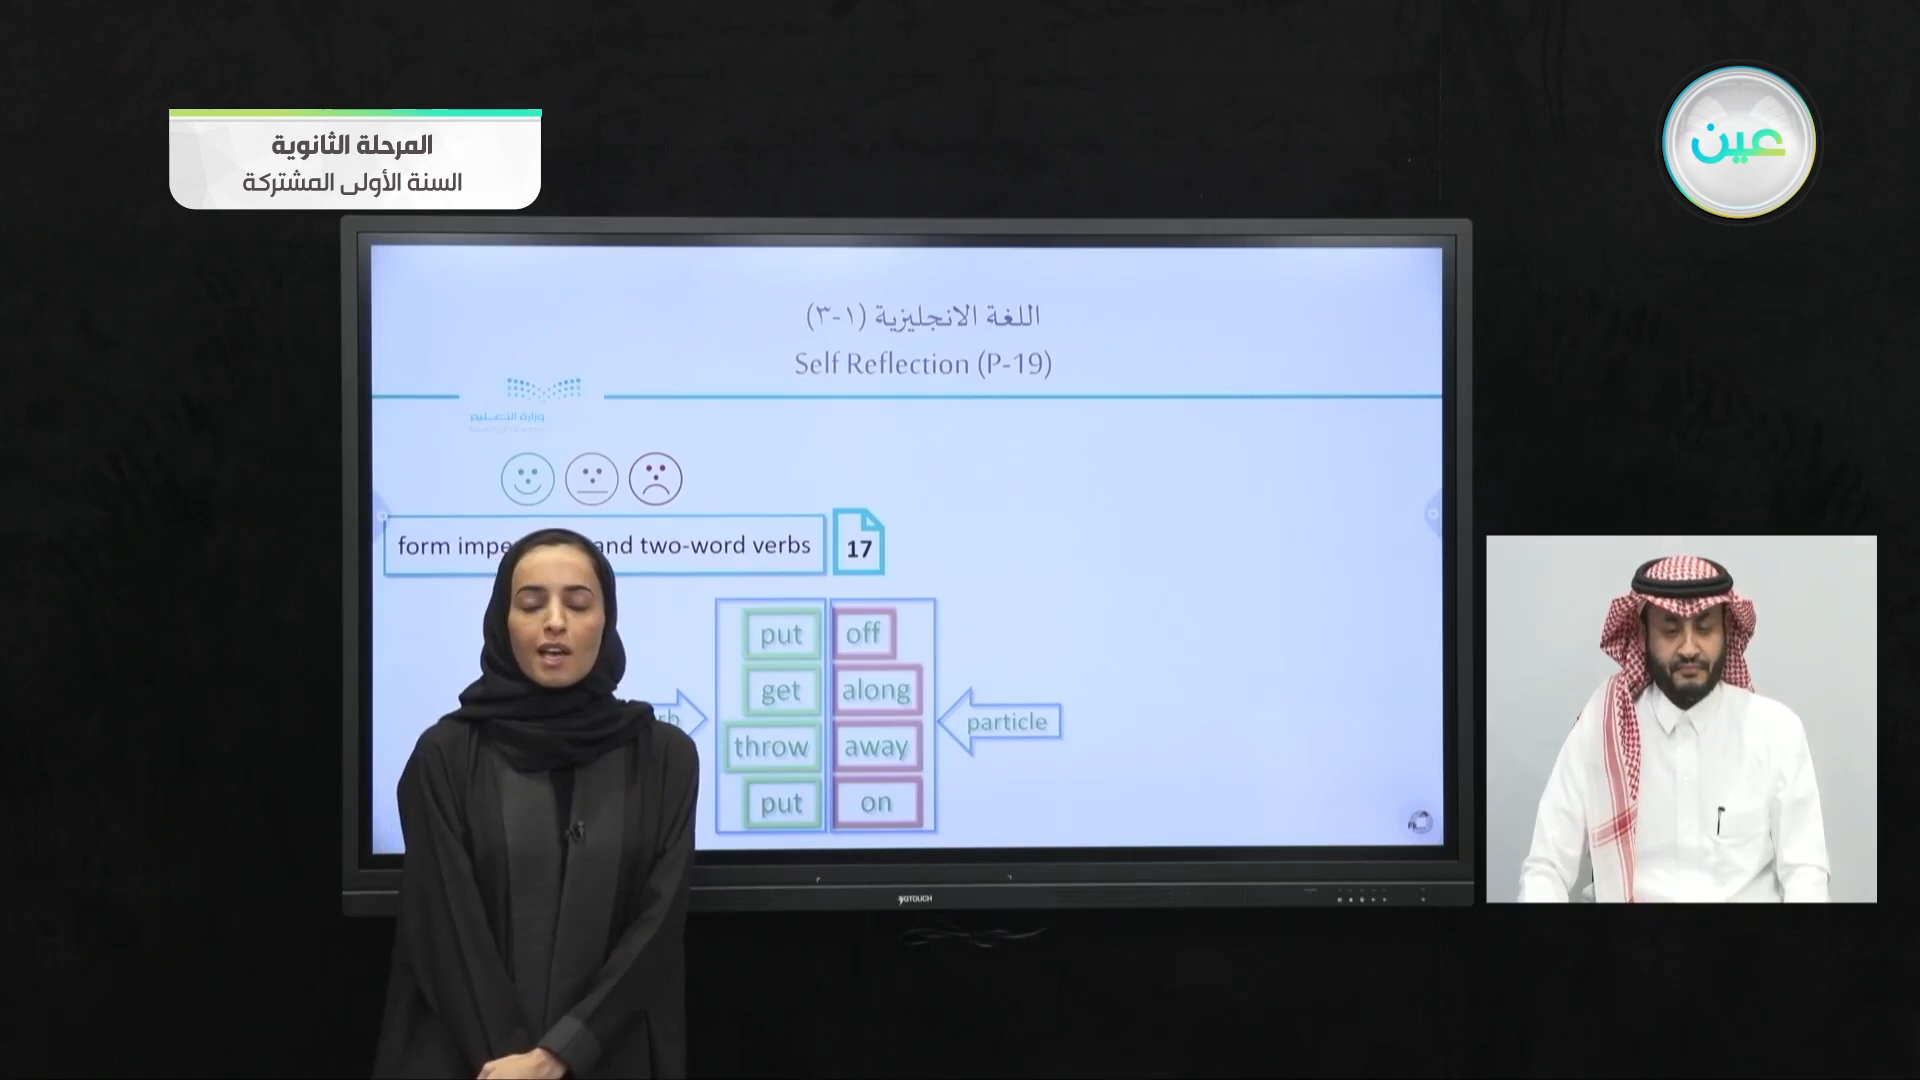 المرحلة الثانوية
السنة الأولى المشتركة
عين
اللغة الانجليزية (١-٣)
Self Reflection (P-19)
وزارة التعليم
form and two-word verbs
17
put off
get along
throw away
put on
particle